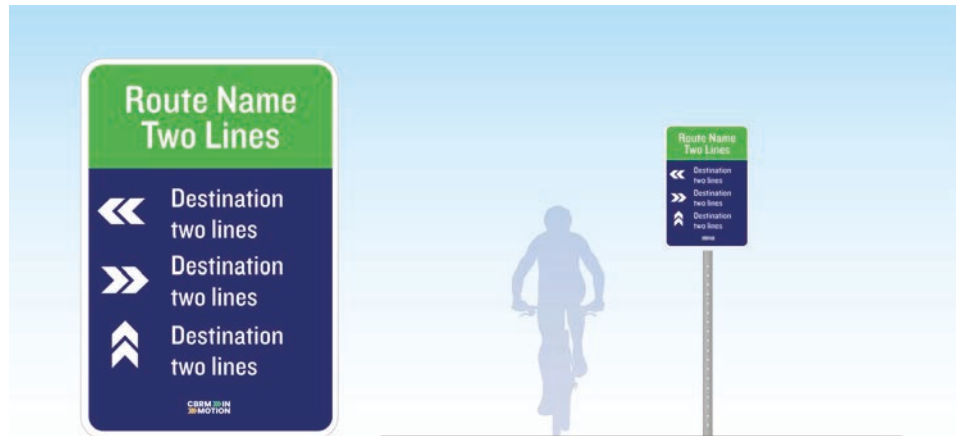 Route Name
Two Lines
Destination
two lines
Destination
two lines
Destination
two lines
CBRM IN
MOTION
Route Name
Two Lines
Destination
two lines
Destination
two lines
Destination
two lines